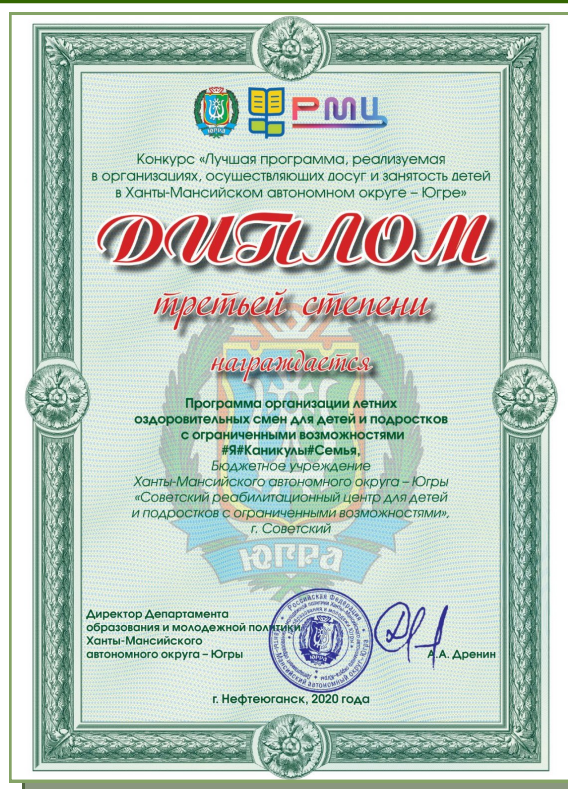 ЮГРА
РМЦ
Конкурс «Лучшая программа, реализуемая
в организациях, осуществляющих досуг и занятость детей
в Ханты-Мансийском автономном округе – Югре»
ДИПЛОМ
третьей степени
награждается
Программа организации летних
оздоровительных смен для детей и подростков
с ограниченными возможностями
#Я#Каникулы#Семья,
Бюджетное учреждение
Ханты-Мансийского автономного округа – Югры
«Советский реабилитационный центр для детей
и подростков с ограниченными возможностями»,
г. Советский
ЮГРА
Директор Департамента
образования и молодежной политики
Ханты-Мансийского
автономного округа – Югры
Российская Федерация
А.А. Дренин
г. Нефтеюганск, 2020 года